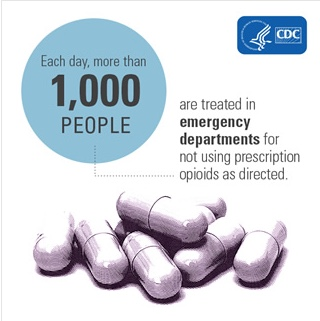 CDC
Each day, more than
1,000
PEOPLE
are treated in
emergency
departments for
not using prescription
opioids as directed.